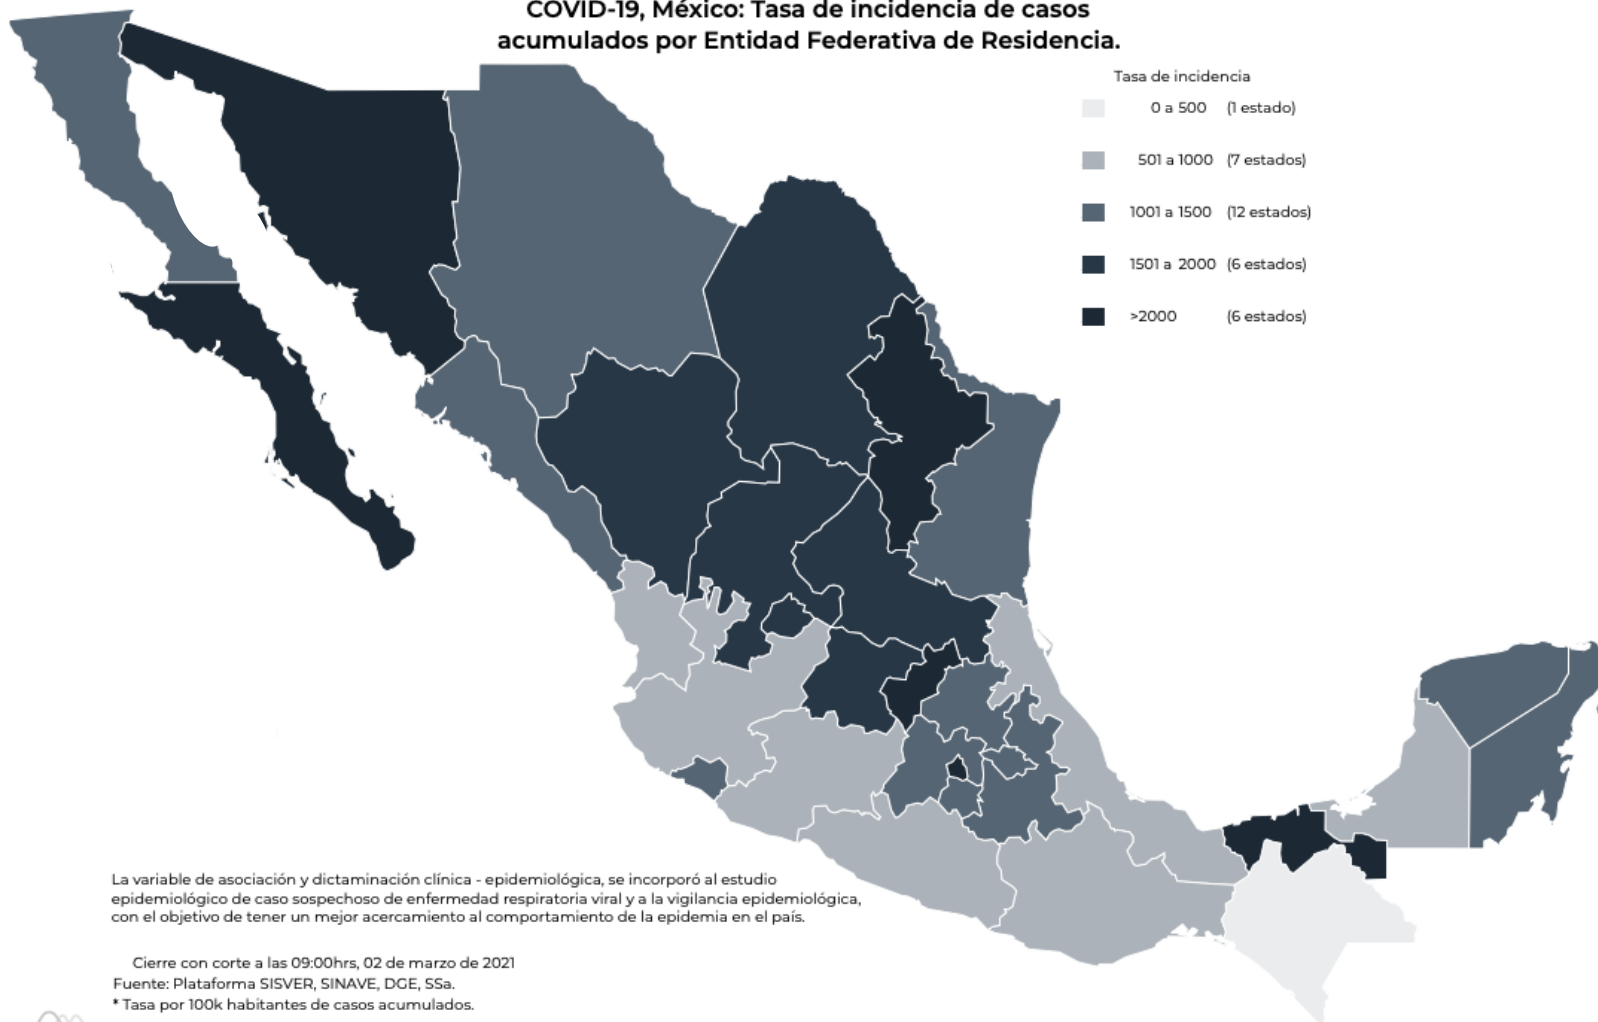 COVID-19, México: Tasa de incidencia de casos
acumulados por Entidad Federativa de Residencia.
Tasa de incidencia
0 a 500 (1 estado)
501 a 1000 (7 estados)
1001 a 1500 (12 estados)
1501 a 2000 (6 estados)
>2000 (6 estados)
La variable de asociación y dictaminación clínica - epidemiológica, se incorporó al estudio
epidemiológico de caso sospechoso de enfermedad respiratoria viral y a la vigilancia epidemiológica,
con el objetivo de tener un mejor acercamiento al comportamiento de la epidemia en el país.
Cierre con corte a las 09:00hrs, 02 de marzo de 2021
Fuente: Plataforma SISVER, SINAVE, DGE, SSa.
* Tasa por 100k habitantes de casos acumulados.